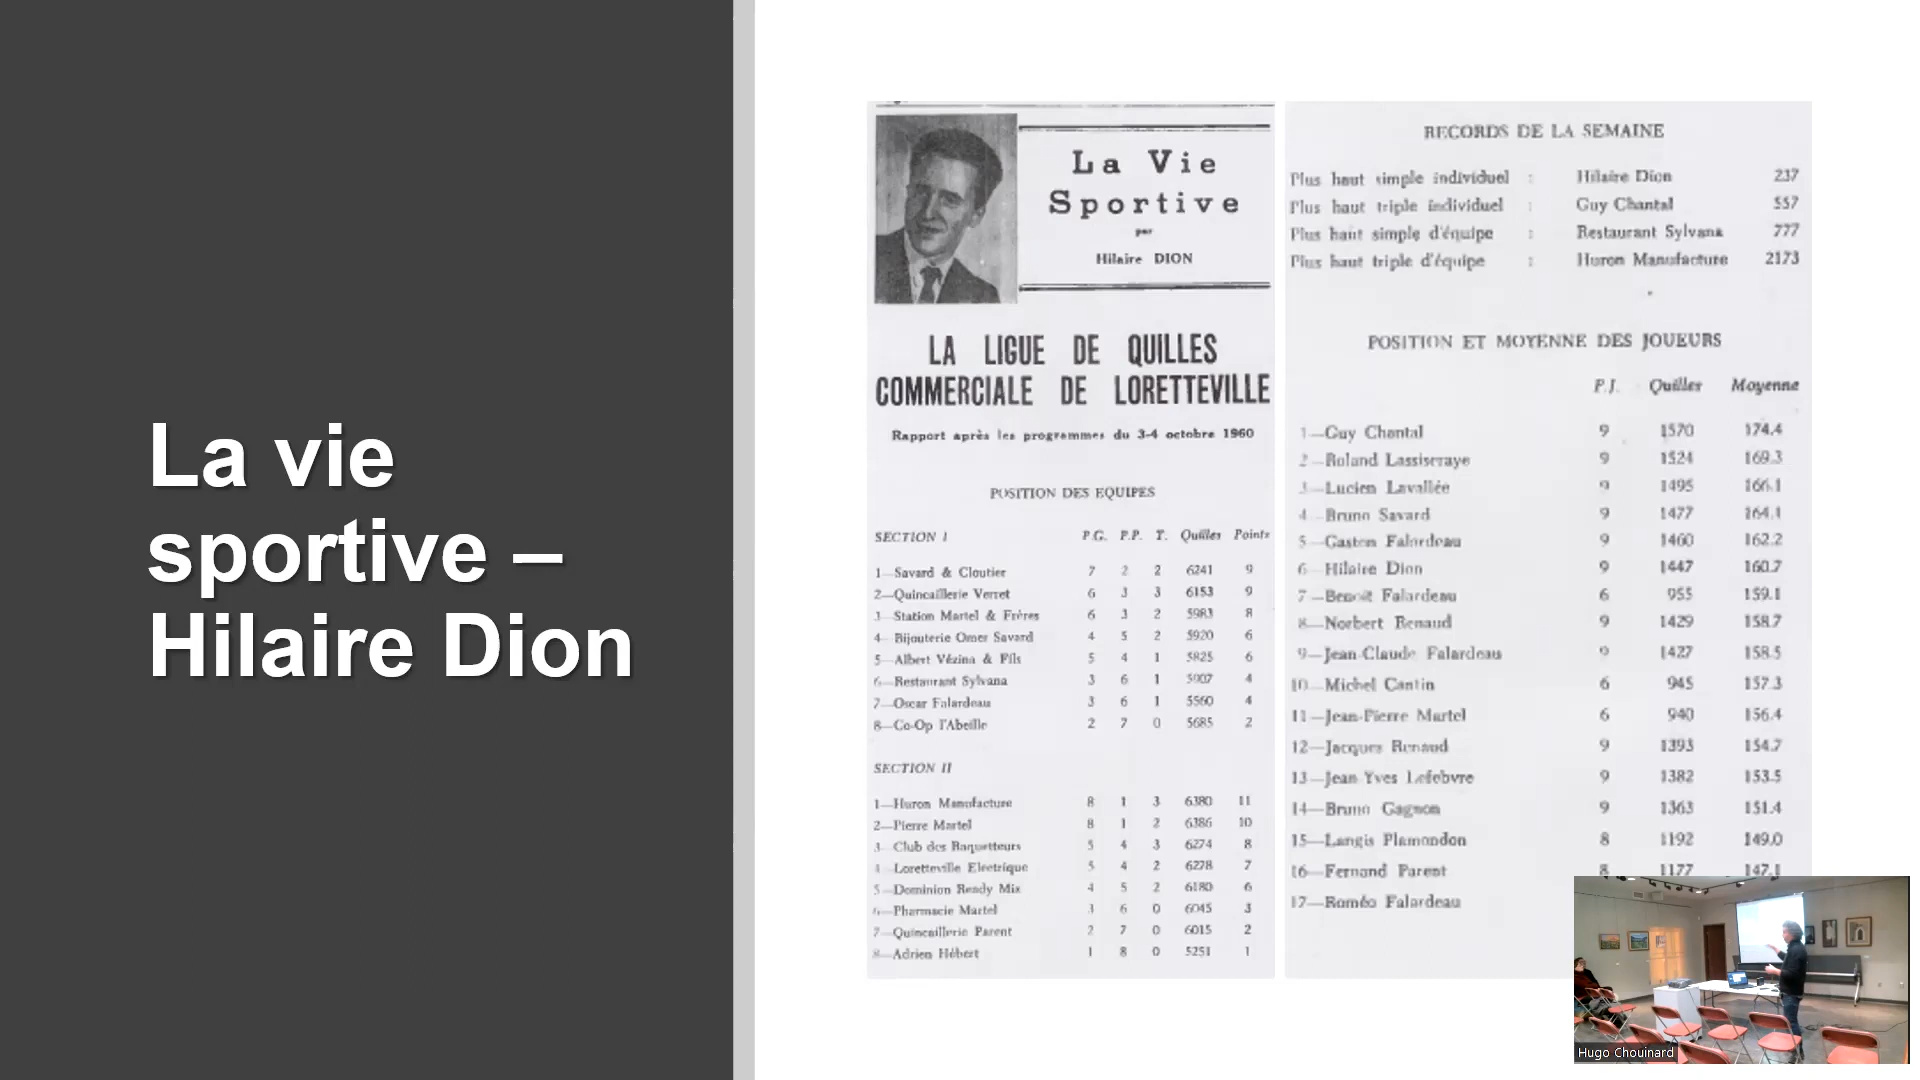 La vie
sportive –
Hilaire Dion
La Vie
Sportive
par
Hilaire DION
LA LIGUE DE QUILLES
COMMERCIALE DE LORETTEVILLE
Rapport après les programmes du 3-4 octobre 1960
POSITION DES EQUIPES
SECTION I P.G. P.P. T. Quilles Points
1—Savard & Cloutier 7 2 2 6241 9
2—Quincaillerie Verret 6 3 3 6153 9
3—Station Martel & Frères 6 3 2 5983 8
4—Bijouterie Omer Savard 4 5 2 5920 6
5—Albert Vézina & Fils 5 4 1 5825 6
6—Restaurant Sylvana 3 6 1 5907 4
7—Oscar Falardeau 3 6 1 5560 4
8—Co-Op l'Abeille 2 7 0 5685 2
SECTION II
1—Huron Manufacture 8 1 3 6380 11
2—Pierre Martel 8 1 2 6386 10
3—Club des Raquetteurs 5 4 3 6274 8
4—Loretteville Electrique 5 4 2 6278 7
5—Dominion Ready Mix 4 5 2 6180 6
6—Pharmacie Martel 3 6 0 6045 3
7—Quincaillerie Parent 2 7 0 6015 2
8—Adrien Hébert 1 8 0 5251 1
RECORDS DE LA SEMAINE
Plus haut simple individuel : Hilaire Dion 237
Plus haut triple individuel : Guy Chantal 557
Plus haut simple d'équipe : Restaurant Sylvana 777
Plus haut triple d'équipe : Huron Manufacture 2173
POSITION ET MOYENNE DES JOUEURS
P.J. Quilles Moyenne
1—Guy Chantal 9 1570 174.4
2—Roland Lassiseraye 9 1524 169.3
3—Lucien Lavallée 9 1495 166.1
4—Bruno Savard 9 1477 164.1
5—Gaston Falardeau 9 1460 162.2
6—Hilaire Dion 9 1447 160.7
7—Benoit Falardeau 6 955 159.1
8—Norbert Renaud 9 1429 158.7
9—Jean-Claude Falardeau 9 1427 158.5
10—Michel Cantin 6 945 157.3
11—Jean-Pierre Martel 6 940 156.4
12—Jacques Renaud 9 1393 154.7
13—Jean Yves Lefebvre 9 1382 153.5
14—Bruno Gagnon 9 1363 151.4
15—Langis Plamondon 8 1192 149.0
16—Fernand Parent 8 1177 147.1
17—Roméo Falardeau
Hugo Chouinard